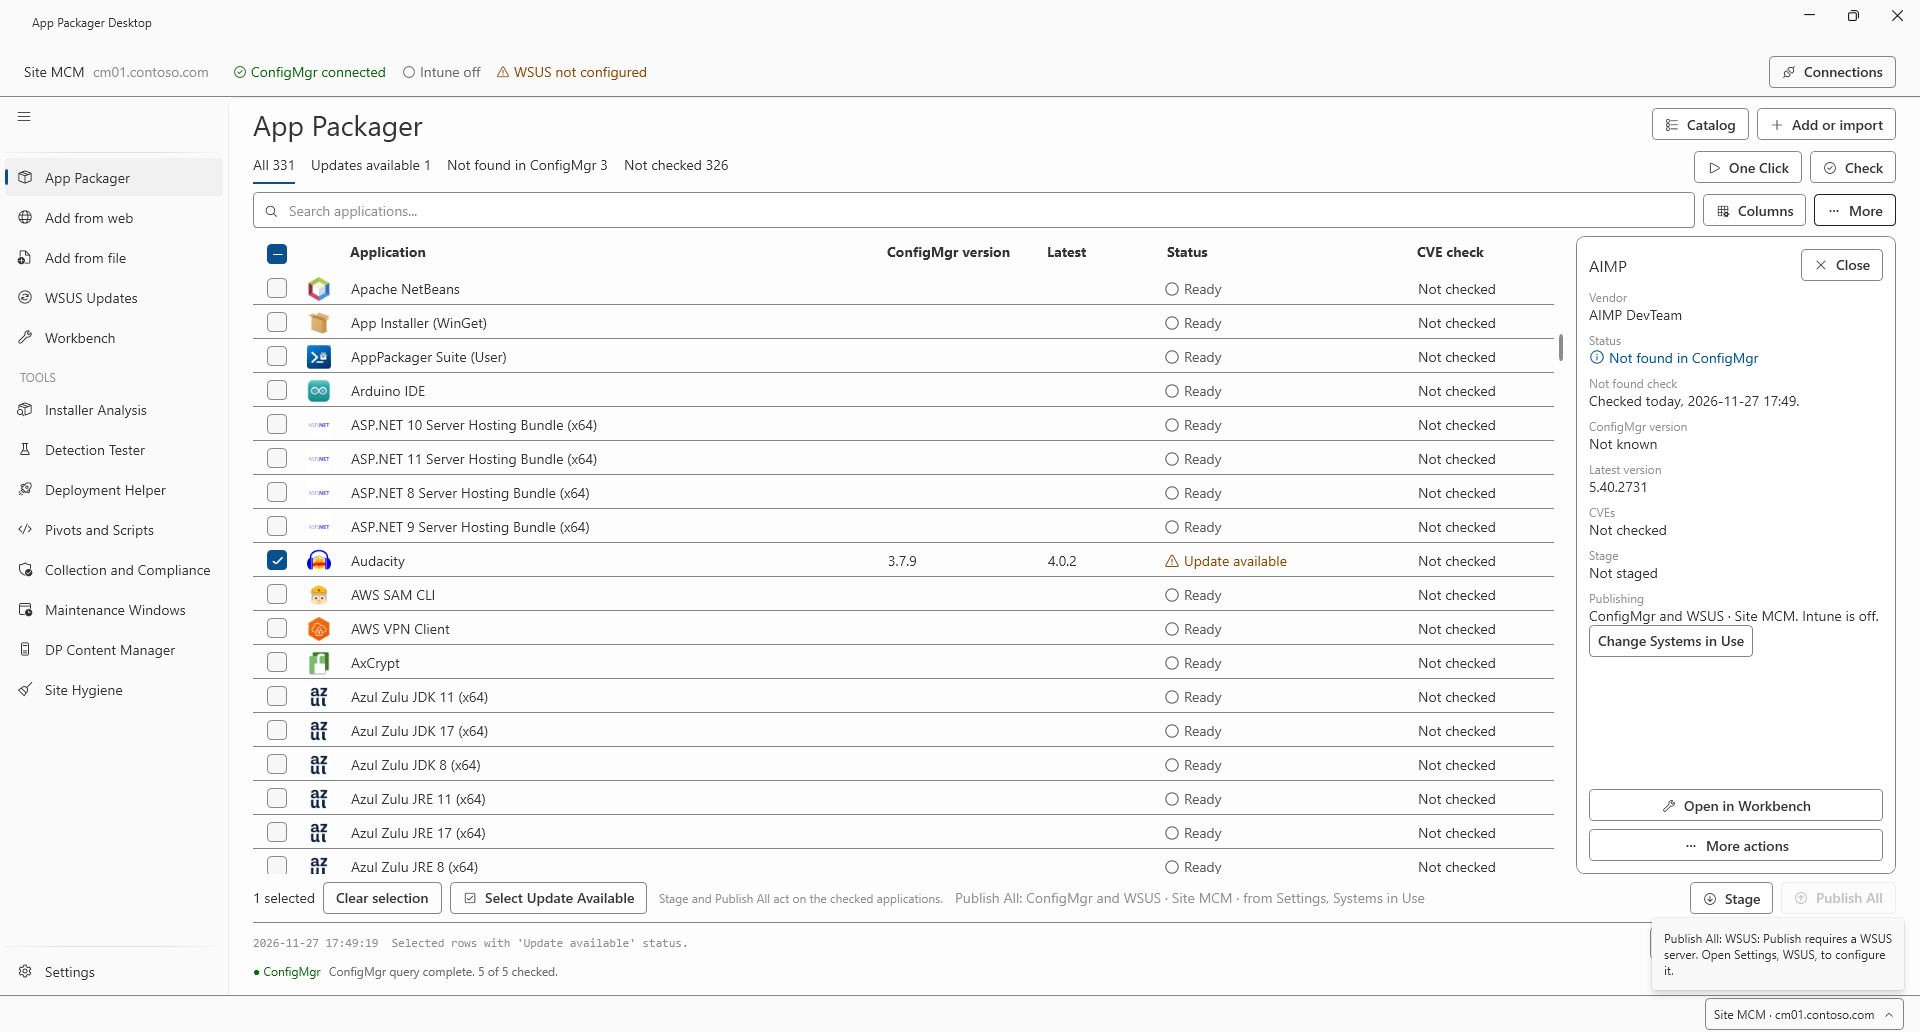 App Packager Desktop
Site MCM cm01.contoso.com ConfigMgr connected Intune off WSUS not configured Connections
App Packager
Catalog
Add or import
All 331 Updates available 1 Not found in ConfigMgr 3 Not checked 326
One Click
Check
Search applications...
Columns
More
App Packager
Add from web
Add from file
WSUS Updates
Workbench
TOOLS
Installer Analysis
Detection Tester
Deployment Helper
Pivots and Scripts
Collection and Compliance
Maintenance Windows
DP Content Manager
Site Hygiene
Settings
Application ConfigMgr version Latest Status CVE check
Apache NetBeans Ready Not checked
App Installer (WinGet) Ready Not checked
AppPackager Suite (User) Ready Not checked
Arduino IDE Ready Not checked
ASP.NET ASP.NET 10 Server Hosting Bundle (x64) Ready Not checked
ASP.NET ASP.NET 11 Server Hosting Bundle (x64) Ready Not checked
ASP.NET ASP.NET 8 Server Hosting Bundle (x64) Ready Not checked
ASP.NET ASP.NET 9 Server Hosting Bundle (x64) Ready Not checked
Audacity 3.7.9 4.0.2 Update available Not checked
AWS SAM CLI Ready Not checked
AWS VPN Client Ready Not checked
AxCrypt Ready Not checked
azul Azul Zulu JDK 11 (x64) Ready Not checked
azul Azul Zulu JDK 17 (x64) Ready Not checked
azul Azul Zulu JDK 8 (x64) Ready Not checked
azul Azul Zulu JRE 11 (x64) Ready Not checked
azul Azul Zulu JRE 17 (x64) Ready Not checked
azul Azul Zulu JRE 8 (x64) Ready Not checked
AIMP
Close
Vendor
AIMP DevTeam
Status
Not found in ConfigMgr
Not found check
Checked today, 2026-11-27 17:49.
ConfigMgr version
Not known
Latest version
5.40.2731
CVEs
Not checked
Stage
Not staged
Publishing
ConfigMgr and WSUS · Site MCM. Intune is off.
Change Systems in Use
Open in Workbench
More actions
1 selected Clear selection Select Update Available Stage and Publish All act on the checked applications. Publish All: ConfigMgr and WSUS · Site MCM · from Settings, Systems in Use Stage Publish All
2026-11-27 17:49:19 Selected rows with 'Update available' status.
ConfigMgr ConfigMgr query complete. 5 of 5 checked.
Publish All: WSUS: Publish requires a WSUS
server. Open Settings, WSUS, to configure
it.
Site MCM · cm01.contoso.com